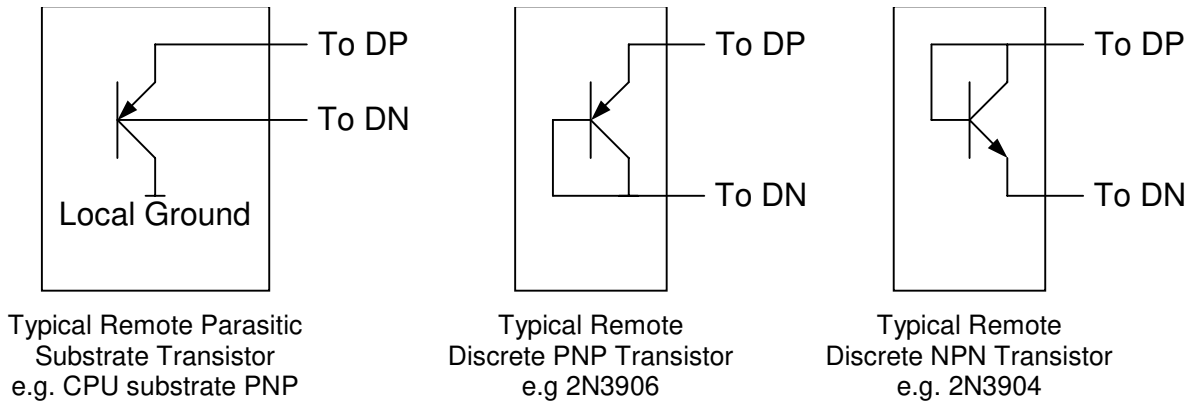 To DP
To DN
Local Ground
Typical Remote Parasitic
Substrate Transistor
e.g. CPU substrate PNP
To DP
To DN
Typical Remote
Discrete PNP Transistor
e.g 2N3906
To DP
To DN
Typical Remote
Discrete NPN Transistor
e.g. 2N3904